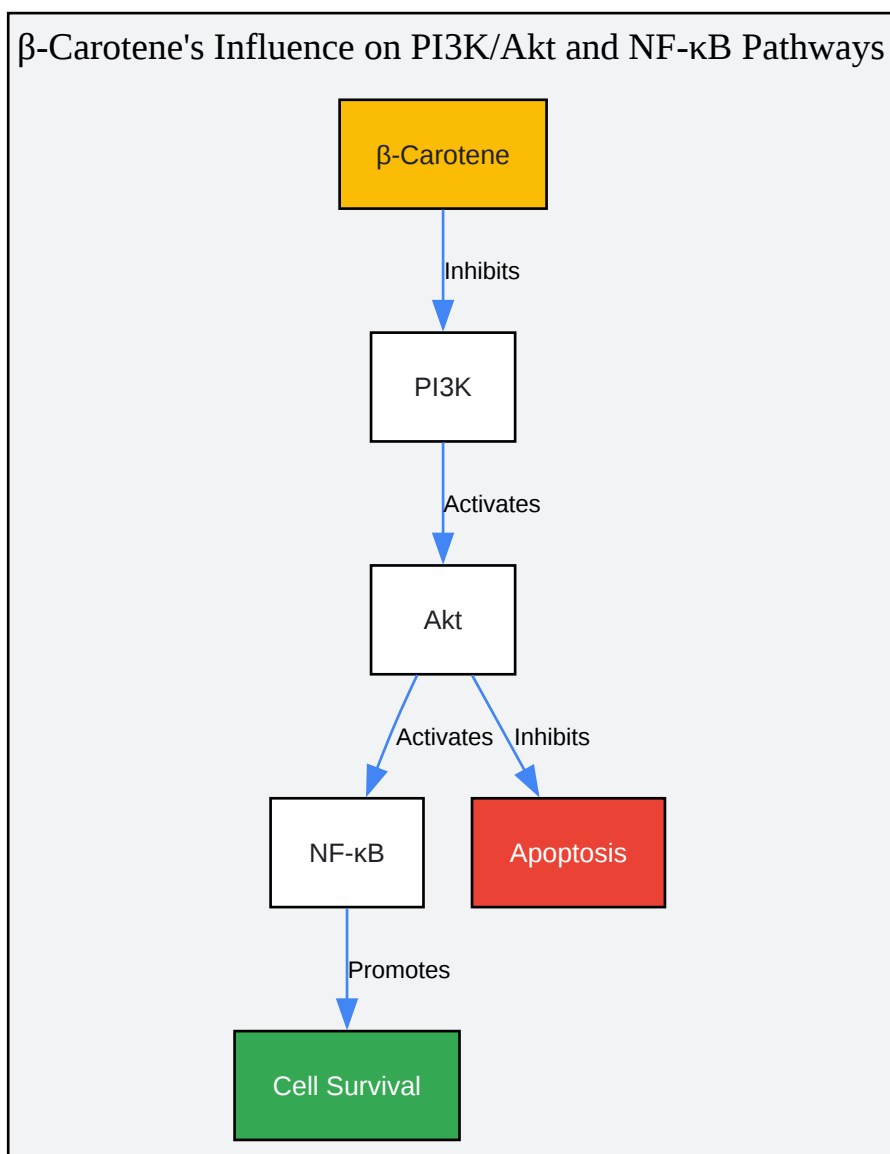 β-Carotene's Influence on PI3K/Akt and NF-κB Pathways
β-Carotene
Inhibits
PI3K
Activates
Akt
Activates
Inhibits
NF-κB
Apoptosis
Promotes
Cell Survival